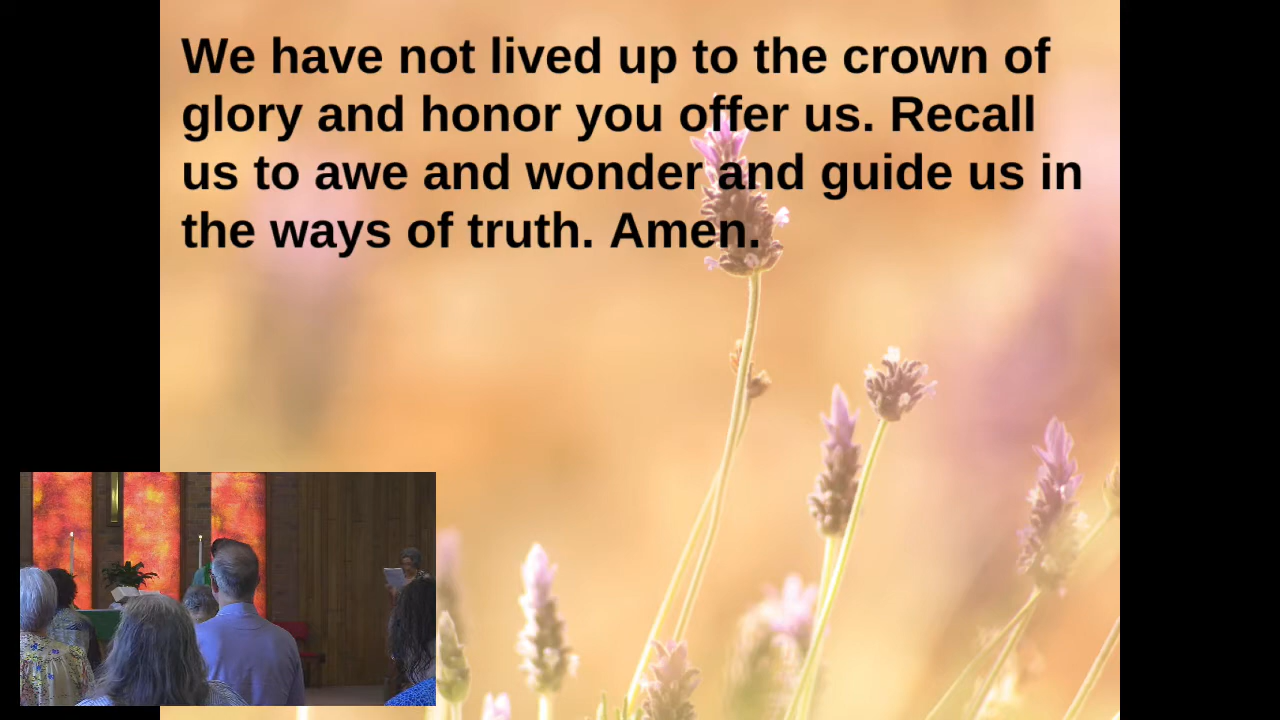 We have not lived up to the crown of
glory and honor you offer us. Recall
us to awe and wonder and guide us in
the ways of truth. Amen.